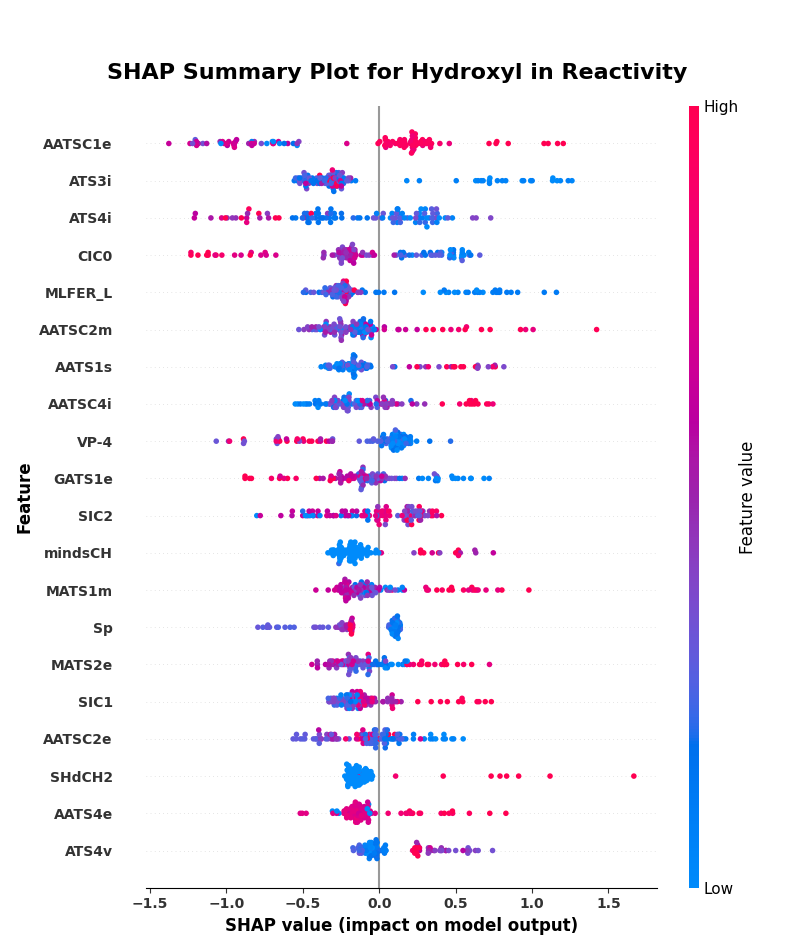 SHAP Summary Plot for Hydroxyl in Reactivity
High
AATSC1e
ATS3i
ATS4i
CIC0
MLFER_L
AATSC2m
AATS1s
AATSC4i
VP-4
GATS1e
SIC2
mindsCH
MATS1m
Sp
MATS2e
SIC1
AATSC2e
SHdCH2
AATS4e
ATS4v
Feature
Feature value
Low
−1.5 −1.0 −0.5 0.0 0.5 1.0 1.5
SHAP value (impact on model output)